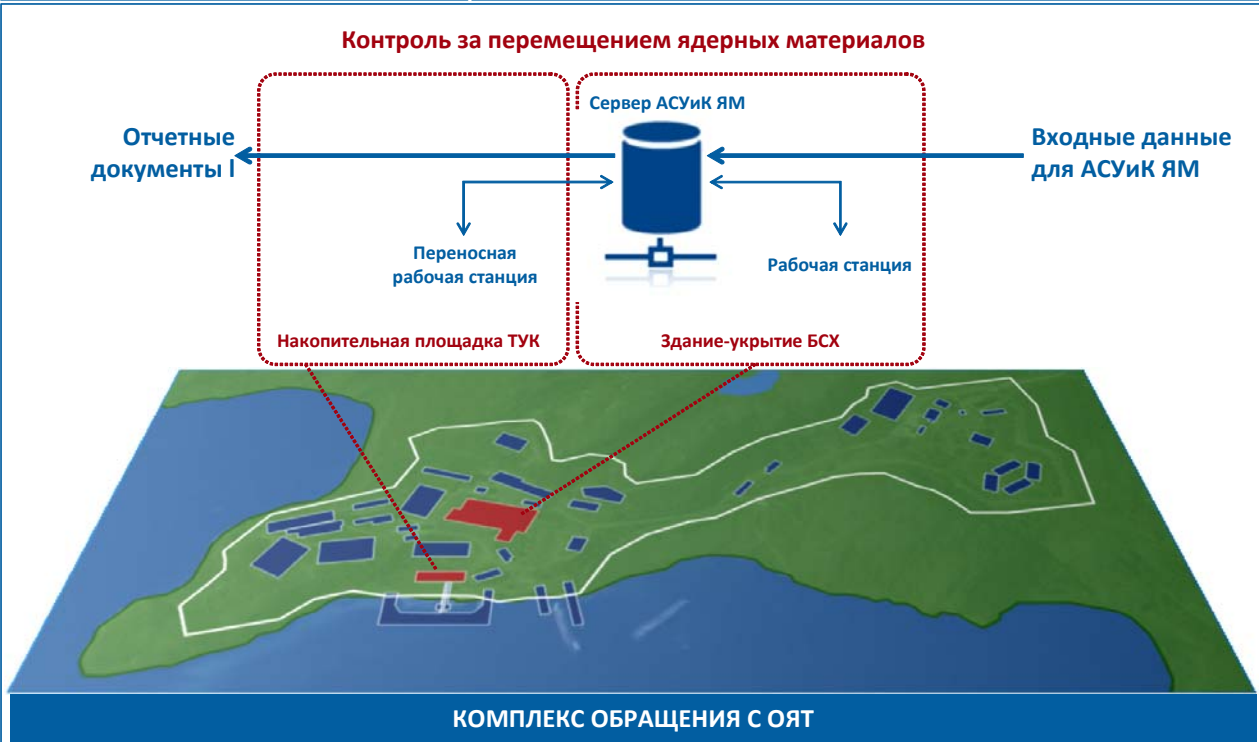 Контроль за перемещением ядерных материалов
Сервер АСУиК ЯМ
Отчетные
документы I
Входные данные
для АСУиК ЯМ
Переносная
рабочая станция
Рабочая станция
Накопительная площадка ТУК
Здание-укрытие БСХ
КОМПЛЕКС ОБРАЩЕНИЯ С ОЯТ